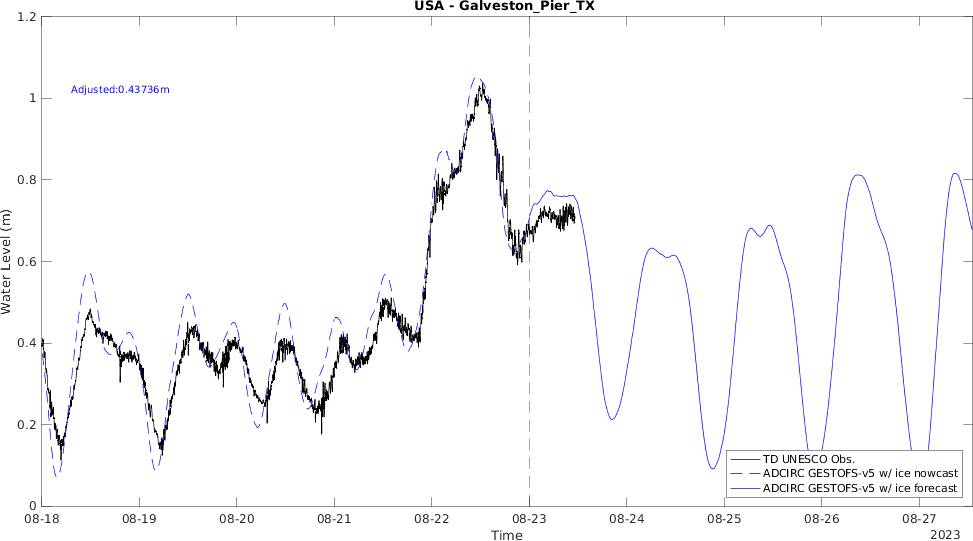 USA - Galveston_Pier_TX
1.2
1
0.8
0.6
0.4
0.2
0
Water Level (m)
Adjusted:0.43736m
TD UNESCO Obs.
ADCIRC GESTOFS-v5 w/ ice nowcast
ADCIRC GESTOFS-v5 w/ ice forecast
08-18 08-19 08-20 08-21 08-22 08-23 08-24 08-25 08-26 08-27
Time
2023